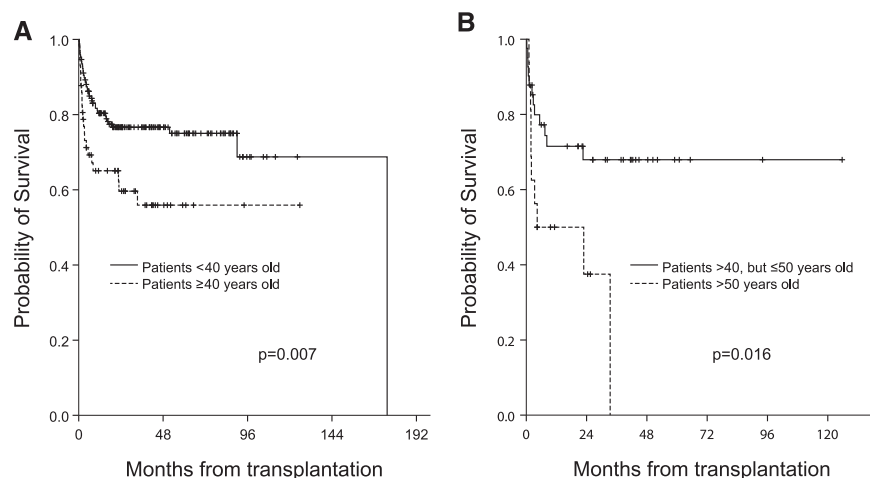 A
1.0
0.8
0.6
0.4
0.2
0.0
Probability of Survival
Patients <40 years old
Patients ≥40 years old
p=0.007
0 48 96 144 192
Months from transplantation
B
1.0
0.8
0.6
0.4
0.2
0.0
Probability of Survival
Patients >40, but ≤50 years old
Patients >50 years old
p=0.016
0 24 48 72 96 120
Months from transplantation